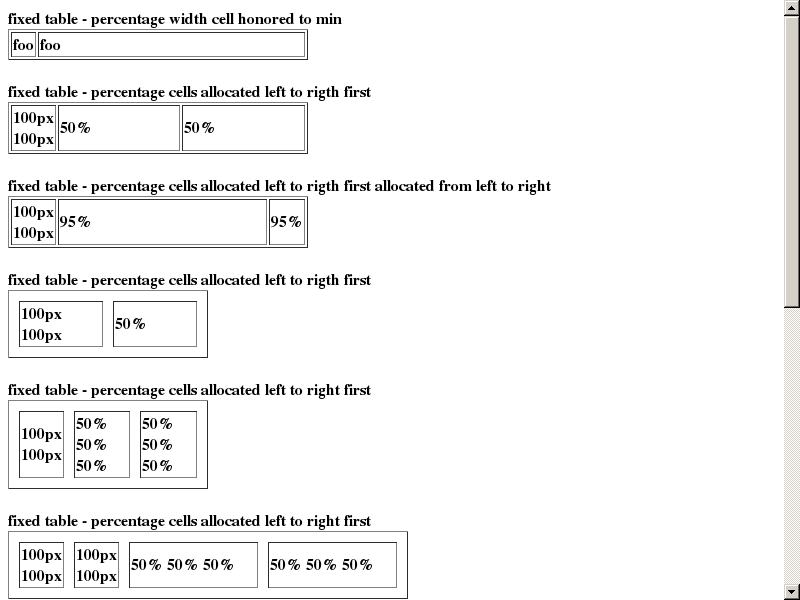 fixed table - percentage width cell honored to min
foo foo
fixed table - percentage cells allocated left to rigth first
100px 50% 50%
100px
fixed table - percentage cells allocated left to rigth first allocated from left to right
100px 95% 95%
100px
fixed table - percentage cells allocated left to rigth first
100px 50%
100px
fixed table - percentage cells allocated left to right first
100px
100px
50%
50%
50%
50%
50%
50%
fixed table - percentage cells allocated left to right first
100px 100px 50% 50% 50% 50% 50% 50%
100px 100px